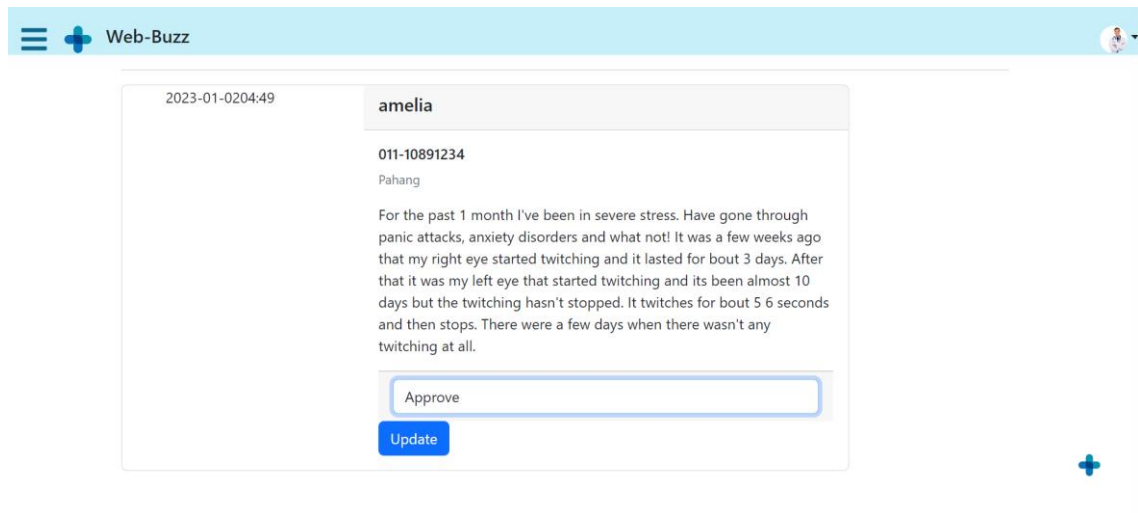 Web-Buzz
2023-01-0204:49
amelia
011-10891234
Pahang
For the past 1 month I've been in severe stress. Have gone through
panic attacks, anxiety disorders and what not! It was a few weeks ago
that my right eye started twitching and it lasted for bout 3 days. After
that it was my left eye that started twitching and its been almost 10
days but the twitching hasn't stopped. It twitches for bout 5 6 seconds
and then stops. There were a few days when there wasn't any
twitching at all.
Approve
Update